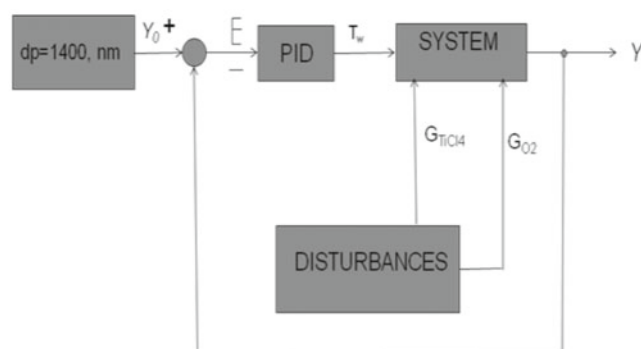 dp=1400, nm
Y0 +
E
−
PID
Tw
SYSTEM
Y
GTiCl4
GO2
DISTURBANCES